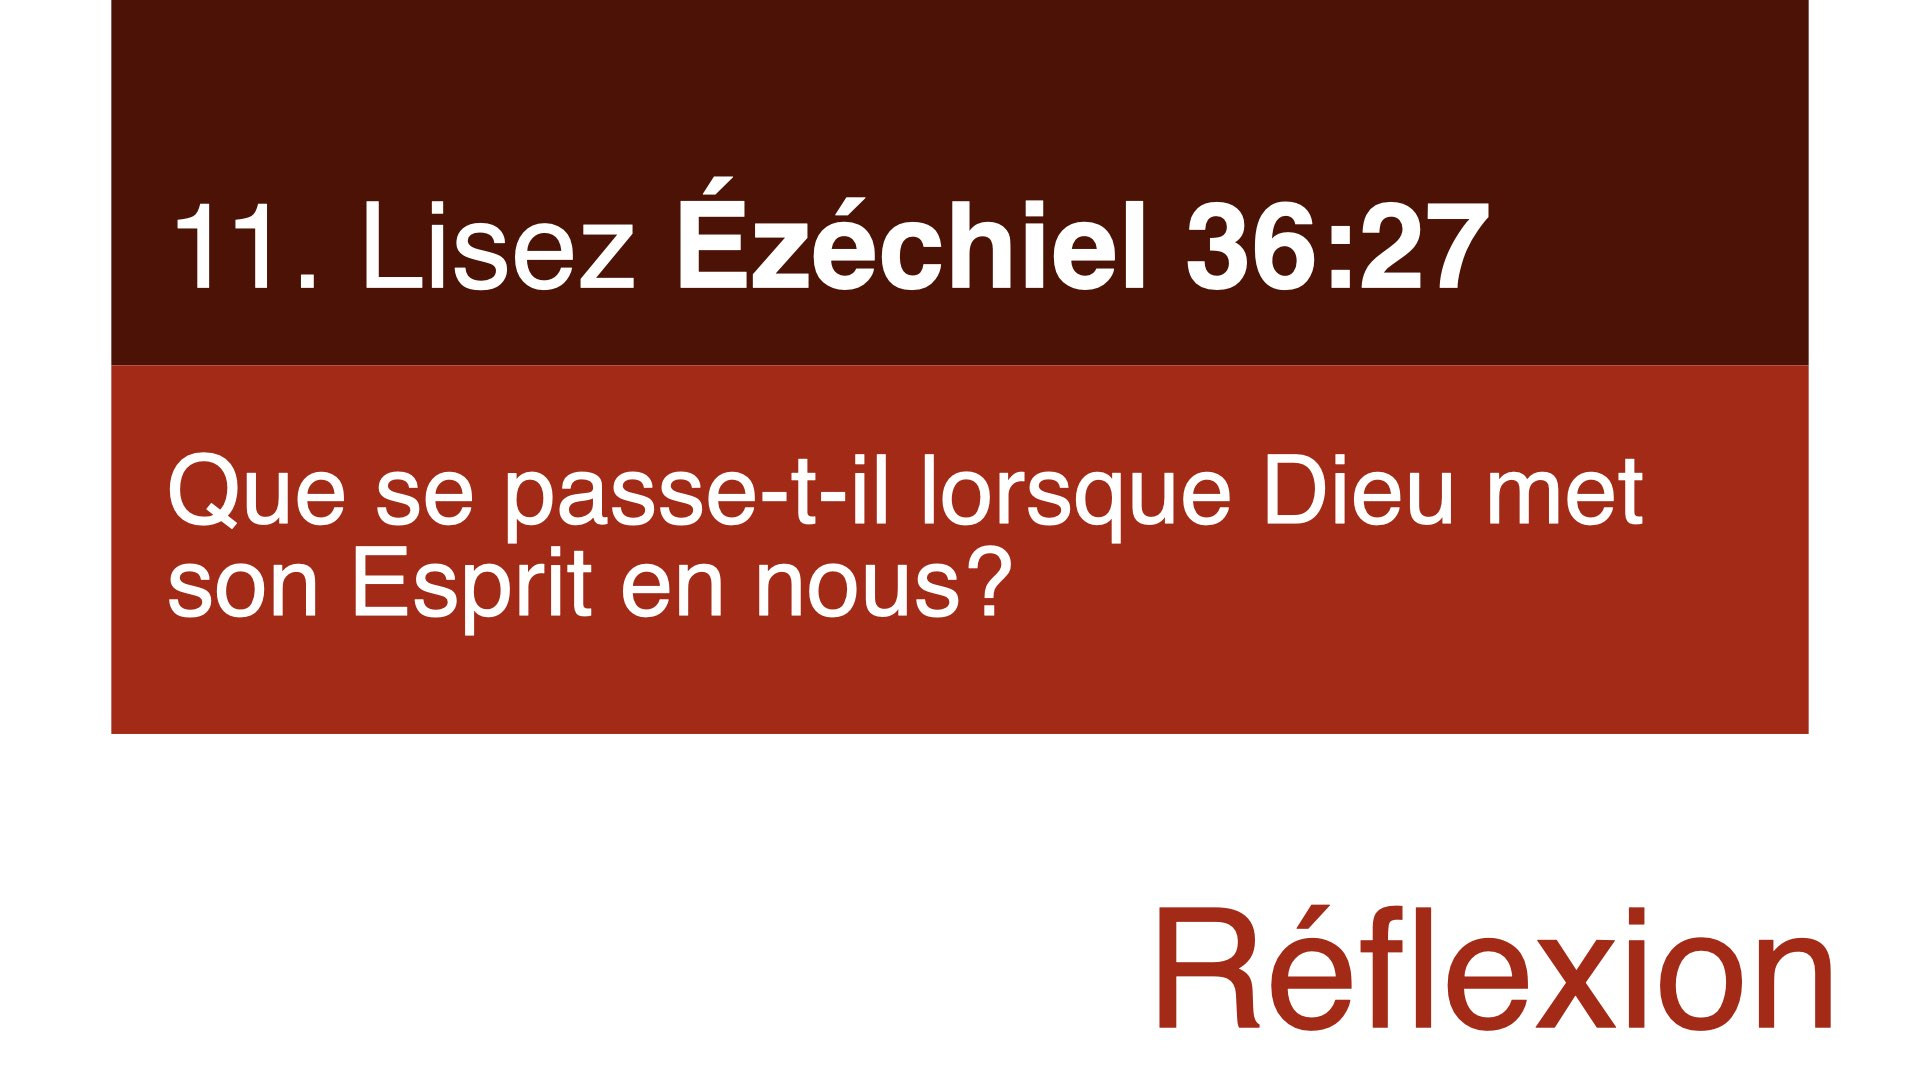 11. Lisez Ézéchiel 36:27
Que se passe-t-il lorsque Dieu met
son Esprit en nous?
Réflexion